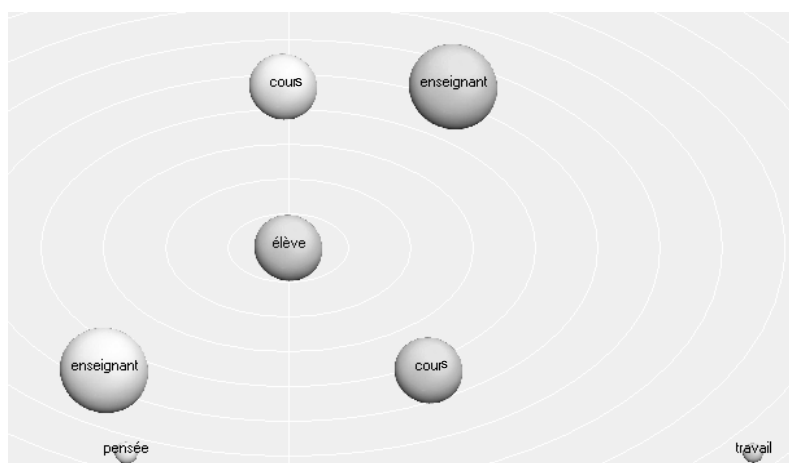 cours
enseignant
élève
enseignant
cours
pensée
travail